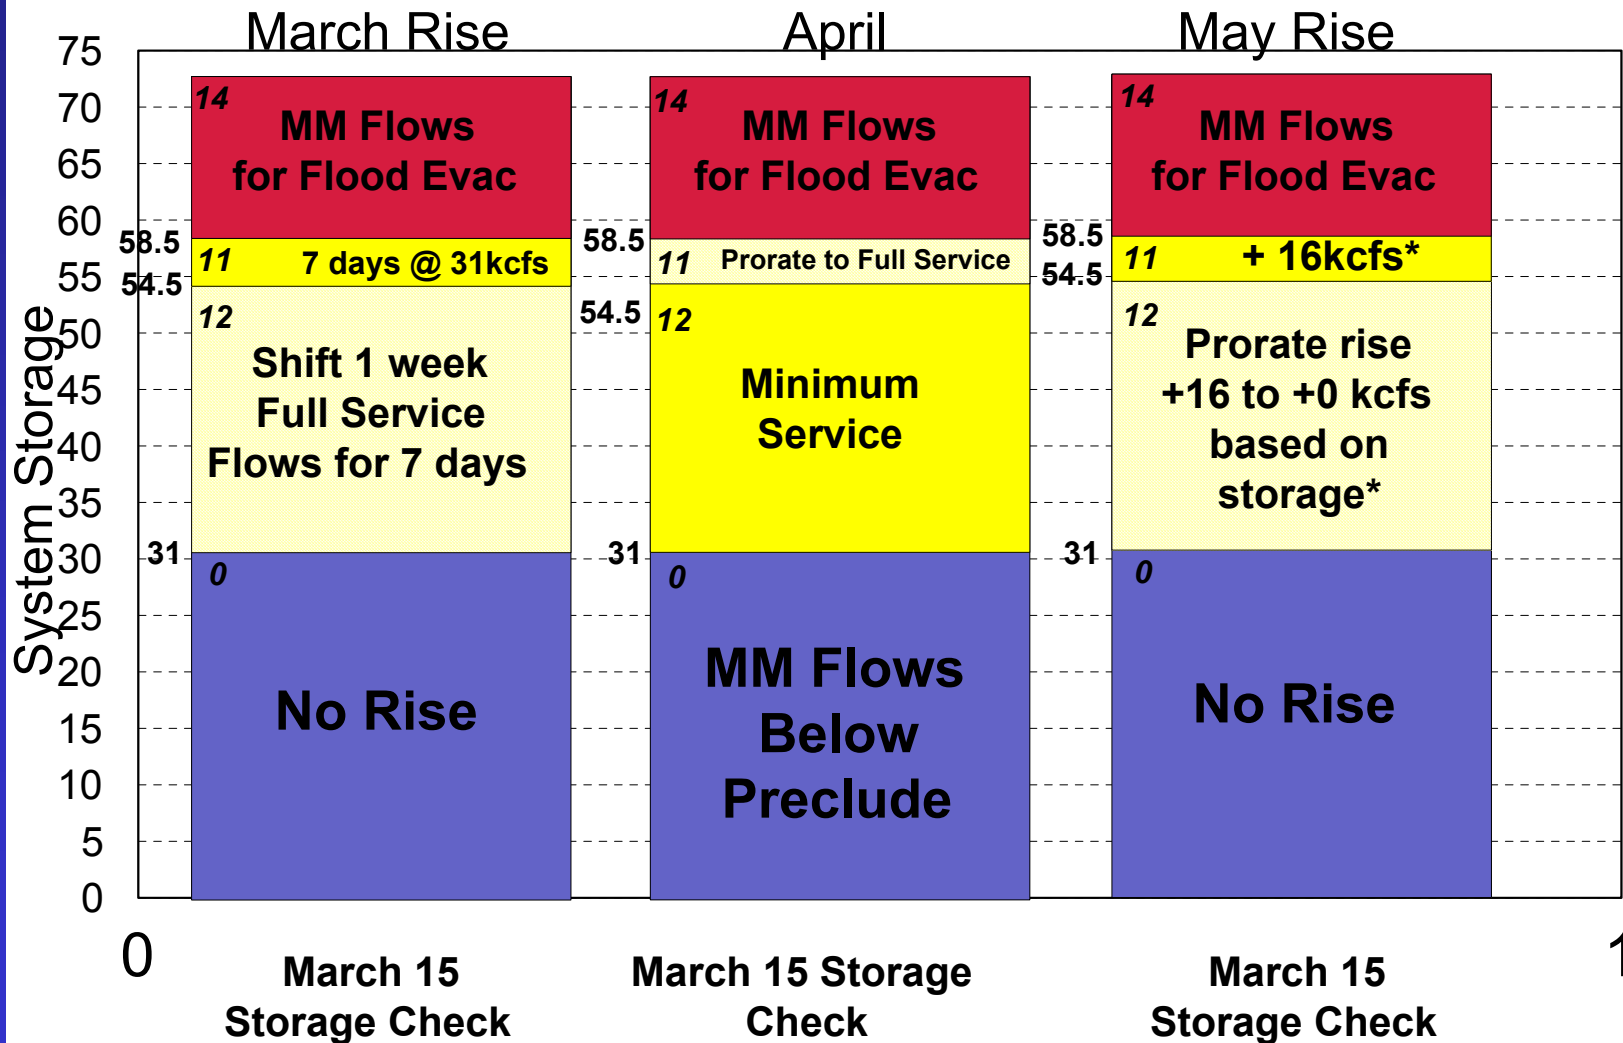 March Rise
April
May Rise
System Storage
75
70
65
60
55
50
45
40
35
30
25
20
15
10
5
0
58.5
54.5
31
14
MM Flows
for Flood Evac
11
7 days @ 31kcfs
12
Shift 1 week
Full Service
Flows for 7 days
0
No Rise
58.5
54.5
31
14
MM Flows
for Flood Evac
11
Prorate to Full Service
12
Minimum
Service
0
MM Flows
Below
Preclude
58.5
54.5
31
14
MM Flows
for Flood Evac
11
+ 16kcfs*
12
Prorate rise
+16 to +0 kcfs
based on
storage*
0
No Rise
0
1
March 15
Storage Check
March 15 Storage
Check
March 15
Storage Check